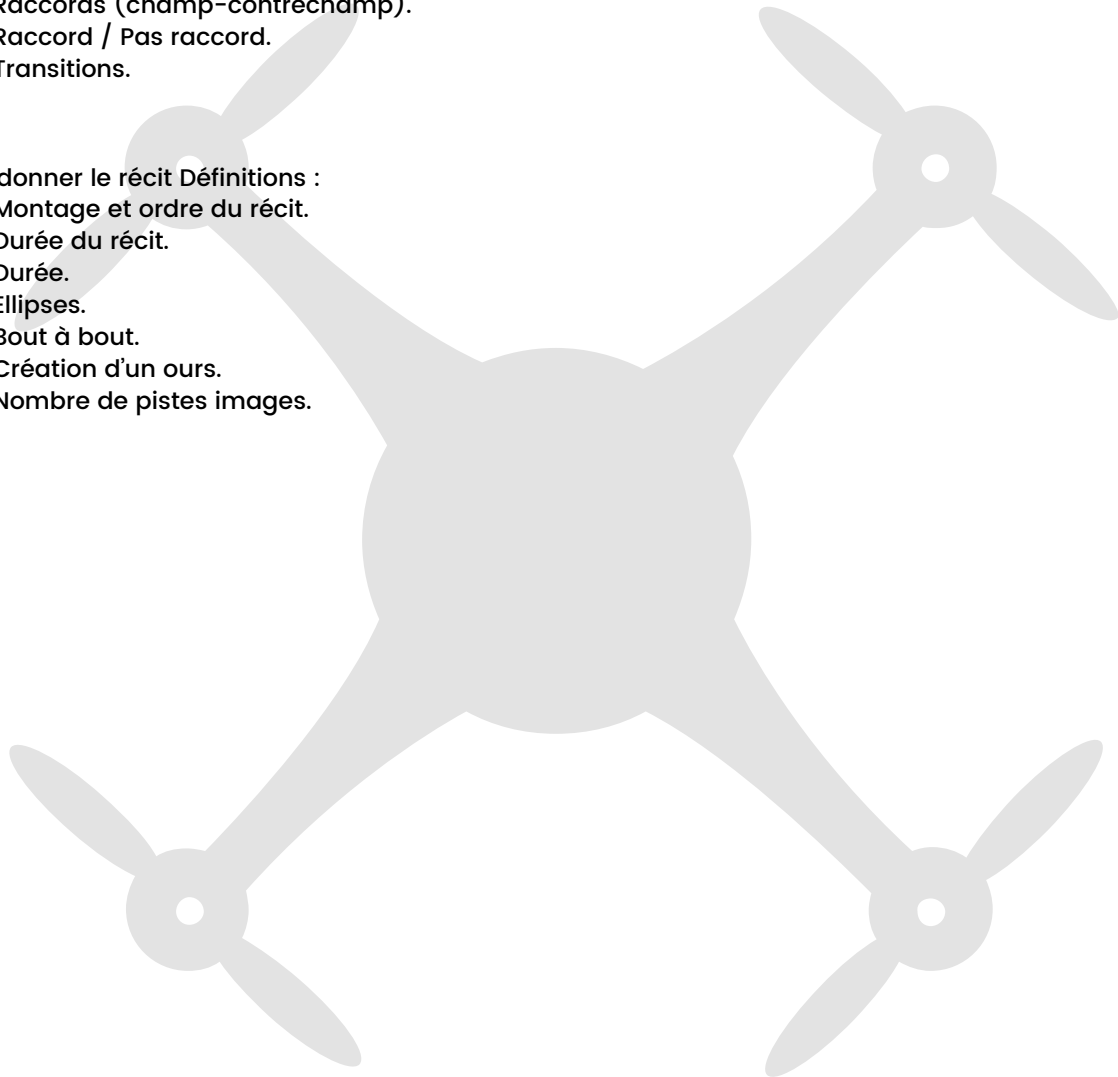 Raccords (champ-contrechamp).
Raccord / Pas raccord.
Transitions.
donner le récit Définitions :
Montage et ordre du récit.
Durée du récit.
Durée.
Ellipses.
Bout à bout.
Création d'un ours.
Nombre de pistes images.